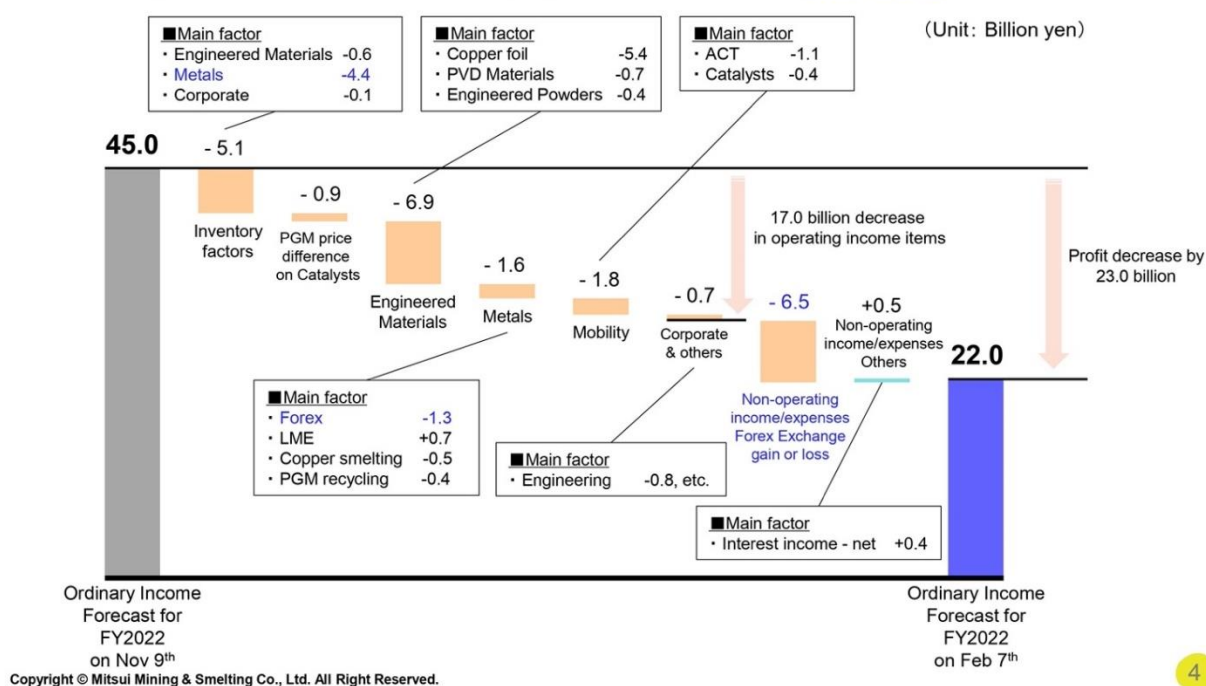 (Unit: Billion yen)
■Main factor
・Engineered Materials -0.6
・Metals -4.4
・Corporate -0.1
■Main factor
・Copper foil -5.4
・PVD Materials -0.7
・Engineered Powders -0.4
■Main factor
・ACT -1.1
・Catalysts -0.4
45.0
- 5.1
Inventory
factors
- 0.9
PGM price
difference
on Catalysts
- 6.9
Engineered
Materials
- 1.6
Metals
- 1.8
Mobility
- 0.7
Corporate
& others
17.0 billion decrease
in operating income items
- 6.5
Non-operating
income/expenses
Forex Exchange
gain or loss
+0.5
Non-operating
income/expenses
Others
22.0
Profit decrease by
23.0 billion
■Main factor
・Forex -1.3
・LME +0.7
・Copper smelting -0.5
・PGM recycling -0.4
■Main factor
・Engineering -0.8, etc.
■Main factor
・Interest income - net +0.4
Ordinary Income
Forecast for
FY2022
on Nov 9th
Ordinary Income
Forecast for
FY2022
on Feb 7th
Copyright © Mitsui Mining & Smelting Co., Ltd. All Right Reserved.
4